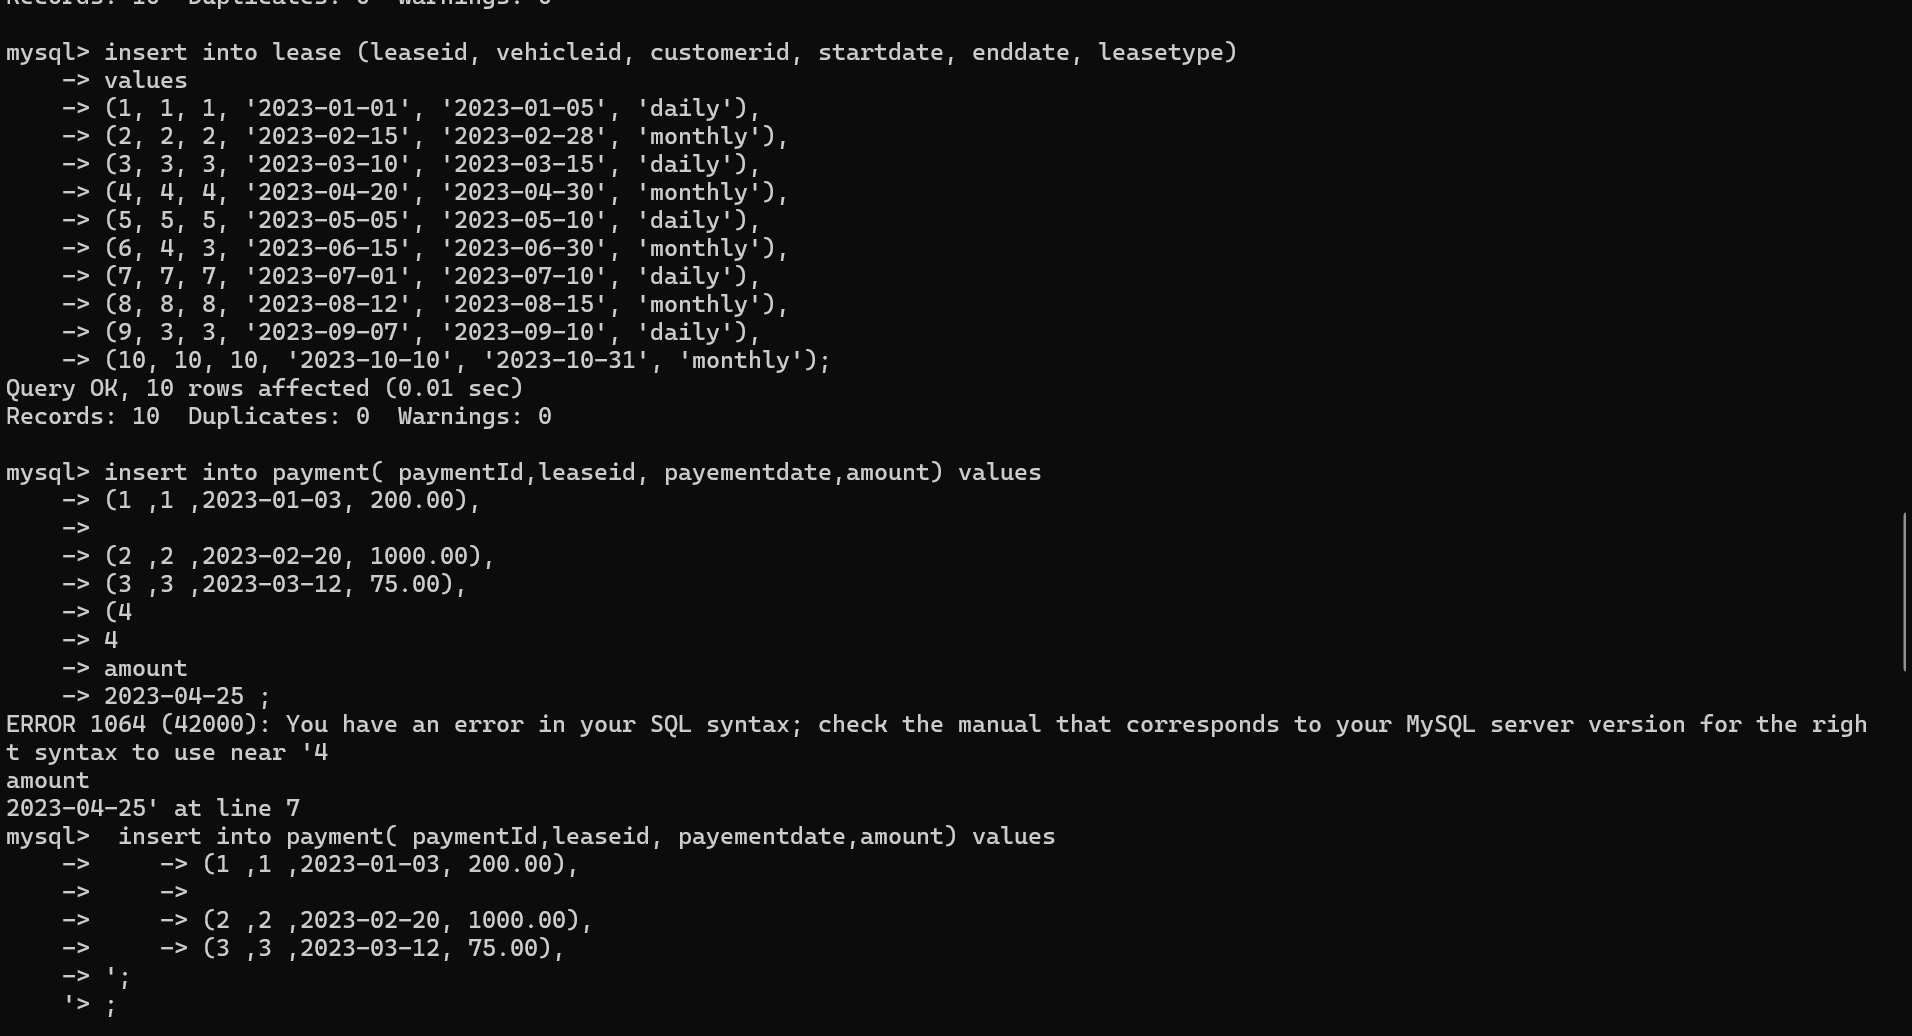 Records: 10  Duplicates: 0  Warnings: 0
mysql> insert into lease (leaseid, vehicleid, customerid, startdate, enddate, leasetype)
    -> values
    -> (1, 1, 1, '2023-01-01', '2023-01-05', 'daily'),
    -> (2, 2, 2, '2023-02-15', '2023-02-28', 'monthly'),
    -> (3, 3, 3, '2023-03-10', '2023-03-15', 'daily'),
    -> (4, 4, 4, '2023-04-20', '2023-04-30', 'monthly'),
    -> (5, 5, 5, '2023-05-05', '2023-05-10', 'daily'),
    -> (6, 4, 3, '2023-06-15', '2023-06-30', 'monthly'),
    -> (7, 7, 7, '2023-07-01', '2023-07-10', 'daily'),
    -> (8, 8, 8, '2023-08-12', '2023-08-15', 'monthly'),
    -> (9, 3, 3, '2023-09-07', '2023-09-10', 'daily'),
    -> (10, 10, 10, '2023-10-10', '2023-10-31', 'monthly');
Query OK, 10 rows affected (0.01 sec)
Records: 10  Duplicates: 0  Warnings: 0
mysql> insert into payment( paymentId,leaseid, payementdate,amount) values
    -> (1 ,1 ,2023-01-03, 200.00),
    ->
    -> (2 ,2 ,2023-02-20, 1000.00),
    -> (3 ,3 ,2023-03-12, 75.00),
    -> (4
    -> 4
    -> amount
    -> 2023-04-25 ;
ERROR 1064 (42000): You have an error in your SQL syntax; check the manual that corresponds to your MySQL server version for the righ
t syntax to use near '4
amount
2023-04-25' at line 7
mysql>  insert into payment( paymentId,leaseid, payementdate,amount) values
    ->     -> (1 ,1 ,2023-01-03, 200.00),
    ->     ->
    ->     -> (2 ,2 ,2023-02-20, 1000.00),
    ->     -> (3 ,3 ,2023-03-12, 75.00),
    -> ';
    '> ;